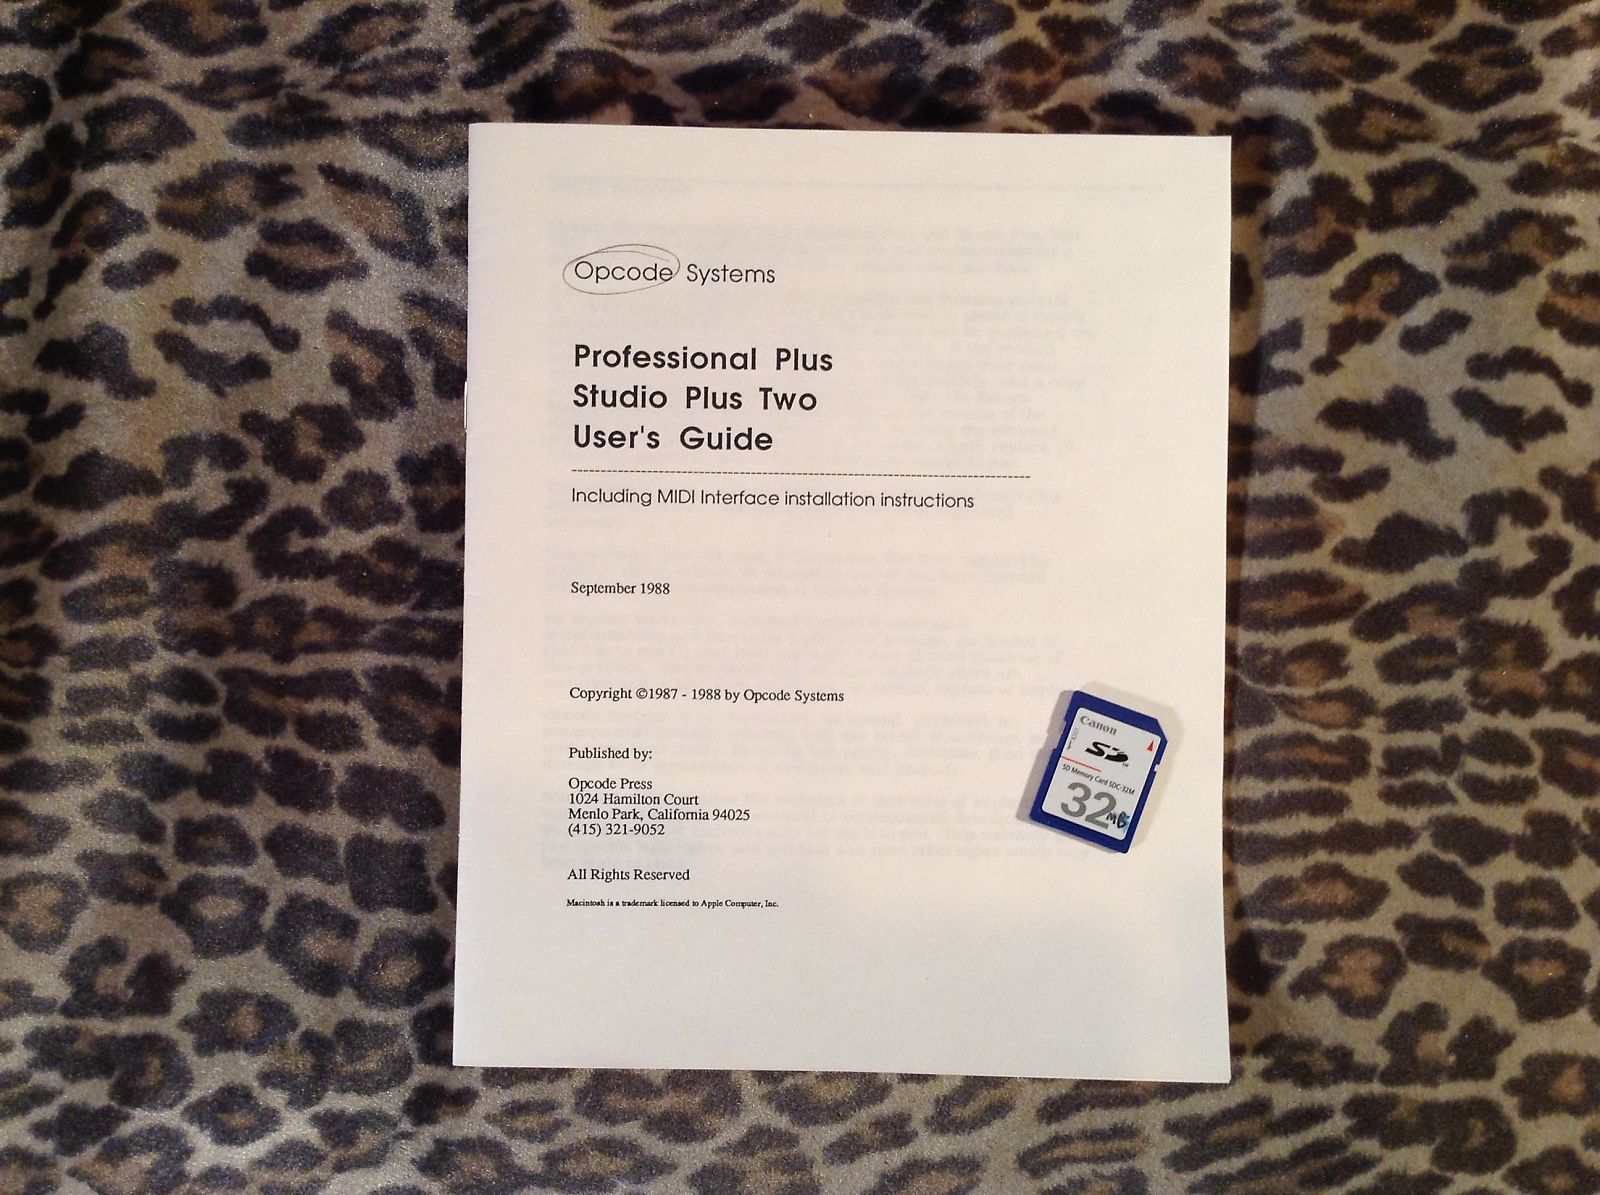 Opcode Systems
Professional Plus
Studio Plus Two
User's Guide
Including MIDI Interface installation instructions
September 1988
Copyright ©1987 - 1988 by Opcode Systems
Published by:
Opcode Press
1024 Hamilton Court
Menlo Park, California 94025
(415) 321-9052
All Rights Reserved
Macintosh is a trademark licensed to Apple Computer, Inc.
Canon
SD
SD Memory Card SDC-32M
32MB